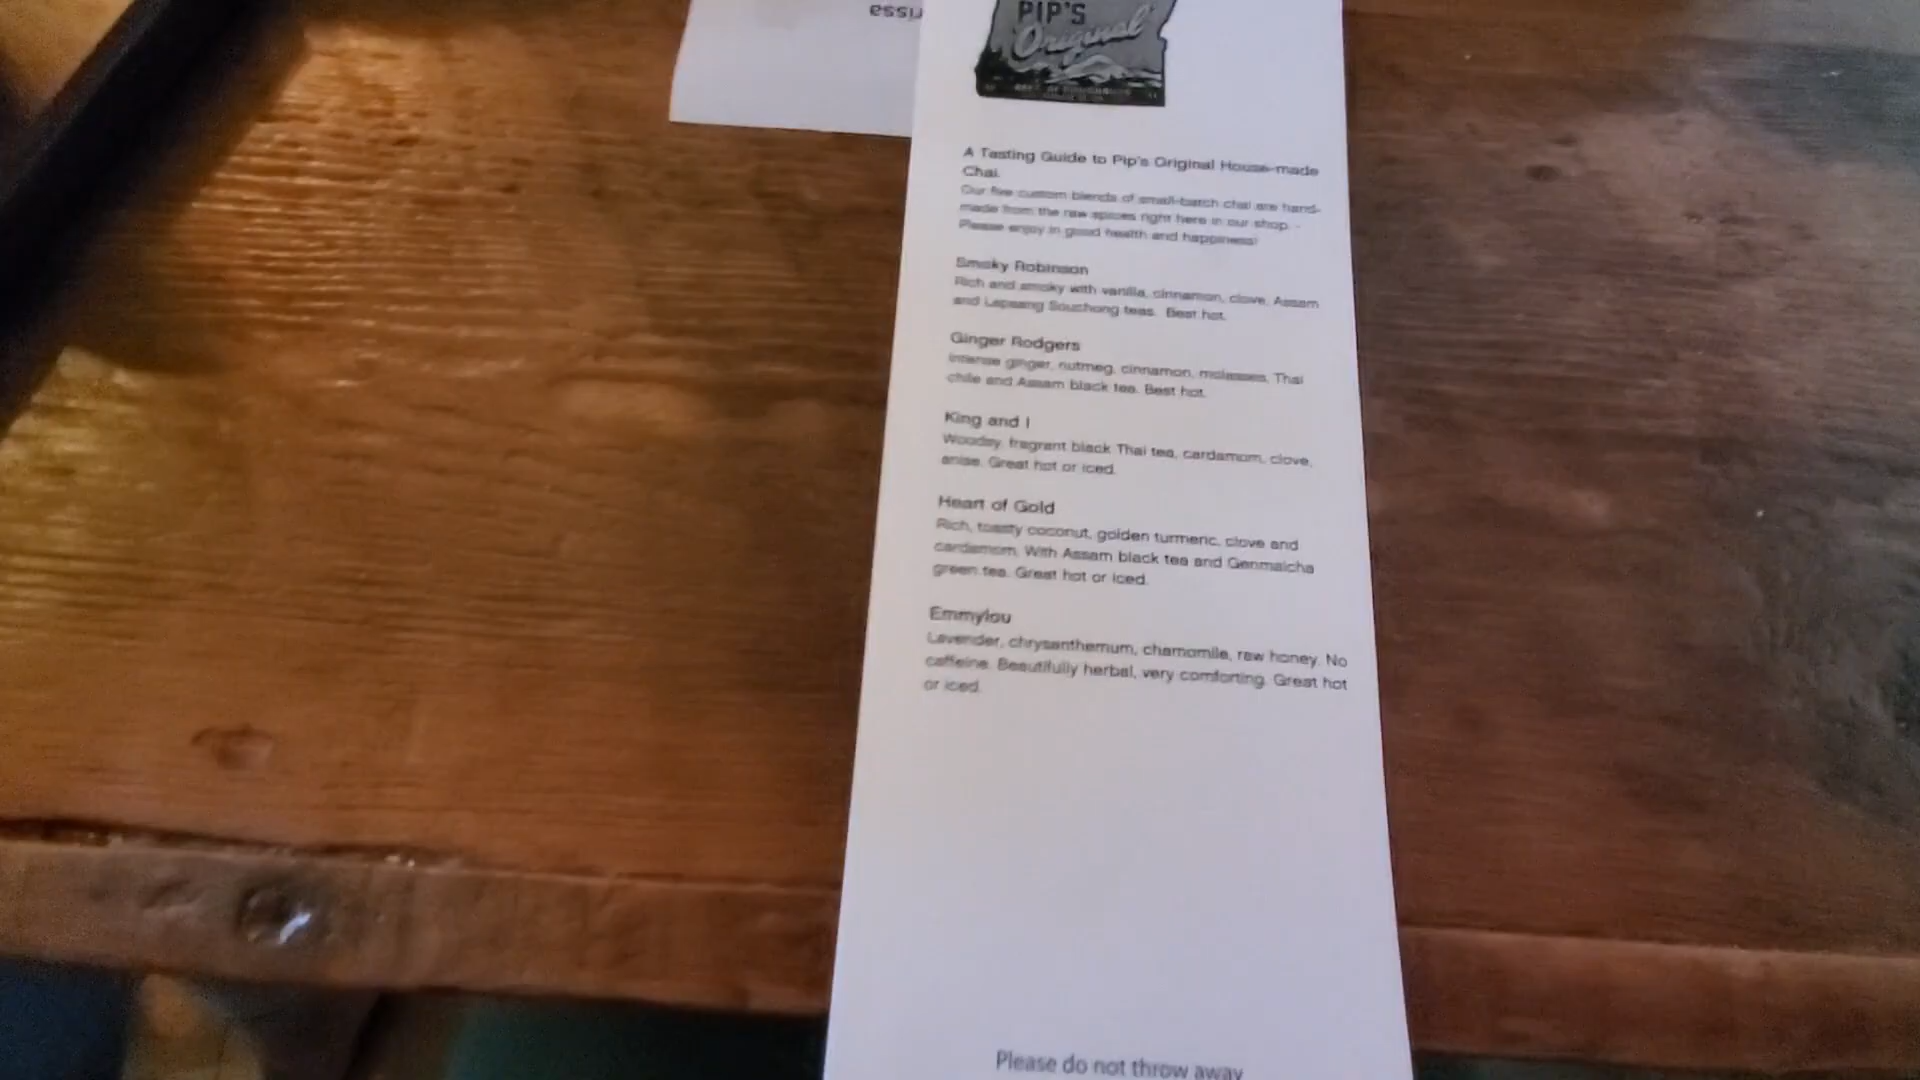 PIP'S
Original
A Tasting Guide to Pip's Original House-made
Chai.
Our five custom blends of small-batch chai are hand-
made from the raw spices right here in our shop. -
Please enjoy in good health and happiness!
Smoky Robinson
Rich and smoky with vanilla, cinnamon, clove, Assam
and Lapsang Souchong teas. Best hot.
Ginger Rodgers
Intense ginger, nutmeg, cinnamon, molasses, Thai
chile and Assam black tea. Best hot.
King and I
Woodsy, fragrant black Thai tea, cardamom, clove,
anise. Great hot or iced.
Heart of Gold
Rich, toasty coconut, golden turmeric, clove and
cardamom. With Assam black tea and Genmaicha
green tea. Great hot or iced.
Emmylou
Lavender, chrysanthemum, chamomile, raw honey. No
caffeine. Beautifully herbal, very comforting. Great hot
or iced.
Please do not throw away